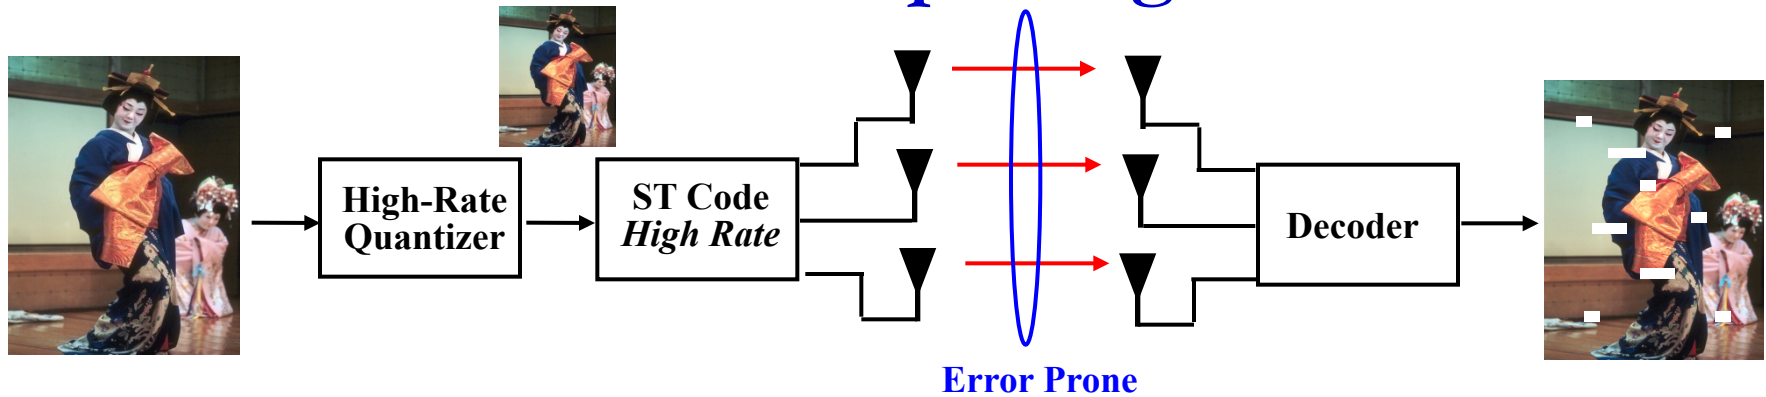 High-Rate
Quantizer
ST Code
High Rate
Decoder
Error Prone